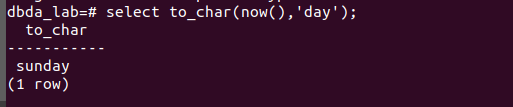 dbda_lab=# select to_char(now(),'day');
to_char
-----------
sunday
(1 row)